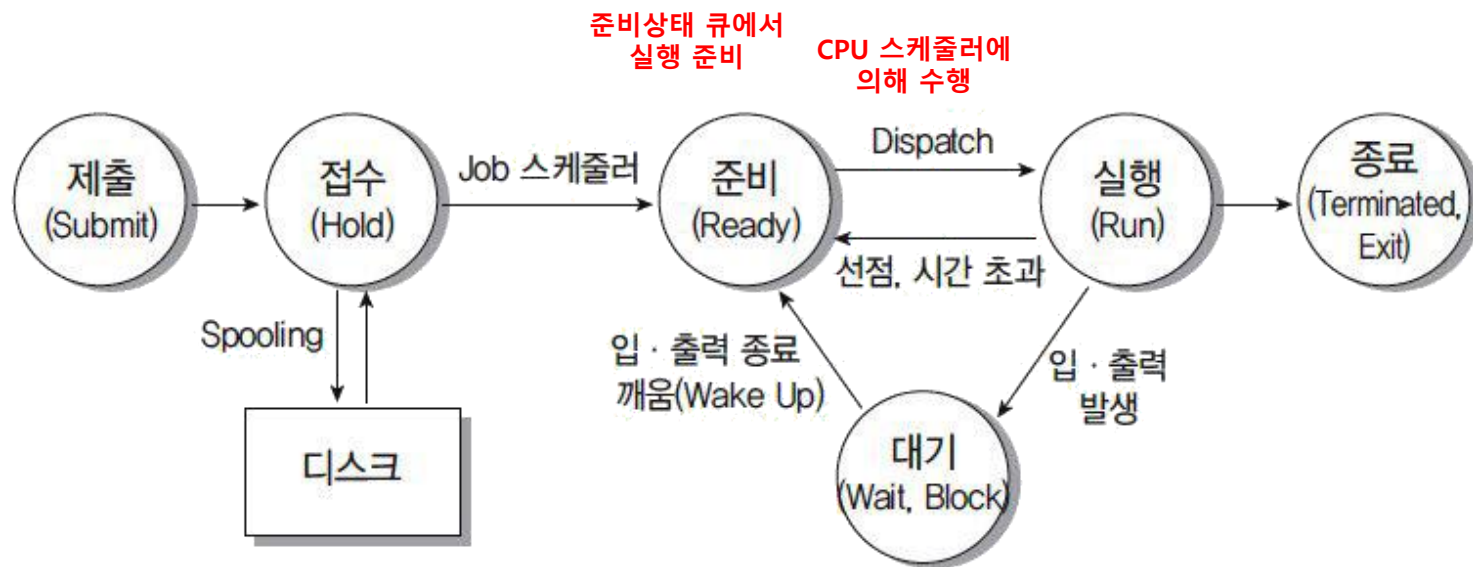 준비상태 큐에서
실행 준비
CPU 스케줄러에
의해 수행
제출
(Submit)
접수
(Hold)
Job 스케줄러
준비
(Ready)
Dispatch
선점, 시간 초과
실행
(Run)
종료
(Terminated,
Exit)
Spooling
디스크
입 · 출력 종료
깨움(Wake Up)
입 · 출력
발생
대기
(Wait, Block)